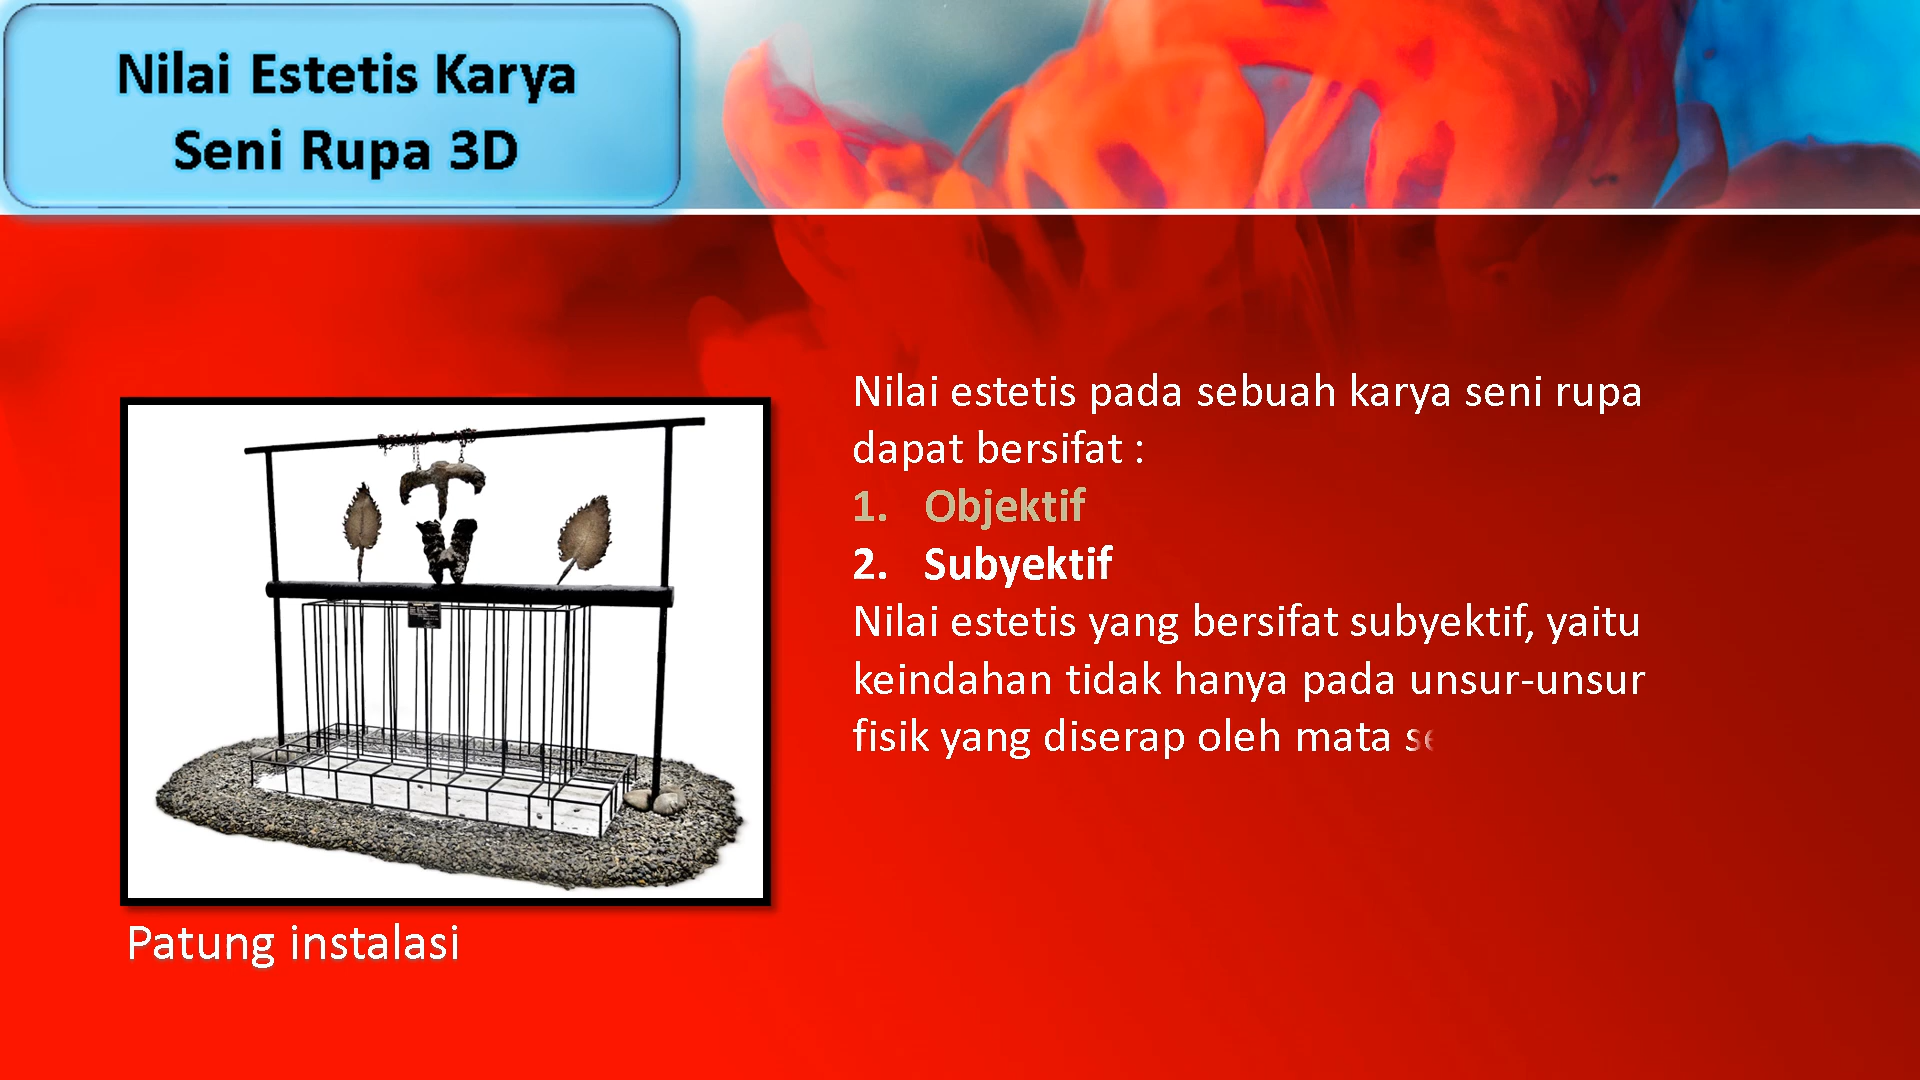 Nilai Estetis Karya
Seni Rupa 3D
Nilai estetis pada sebuah karya seni rupa
dapat bersifat :
1. Objektif
2. Subyektif
Nilai estetis yang bersifat subyektif, yaitu
keindahan tidak hanya pada unsur-unsur
fisik yang diserap oleh mata
Patung instalasi